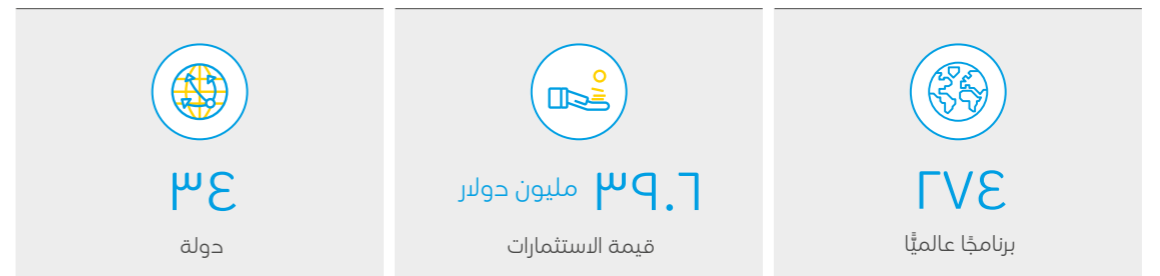 ٢٧٤
برنامجًا عالميًّا
٣٩.٦ مليون دولار
قيمة الاستثمارات
٣٤
دولة